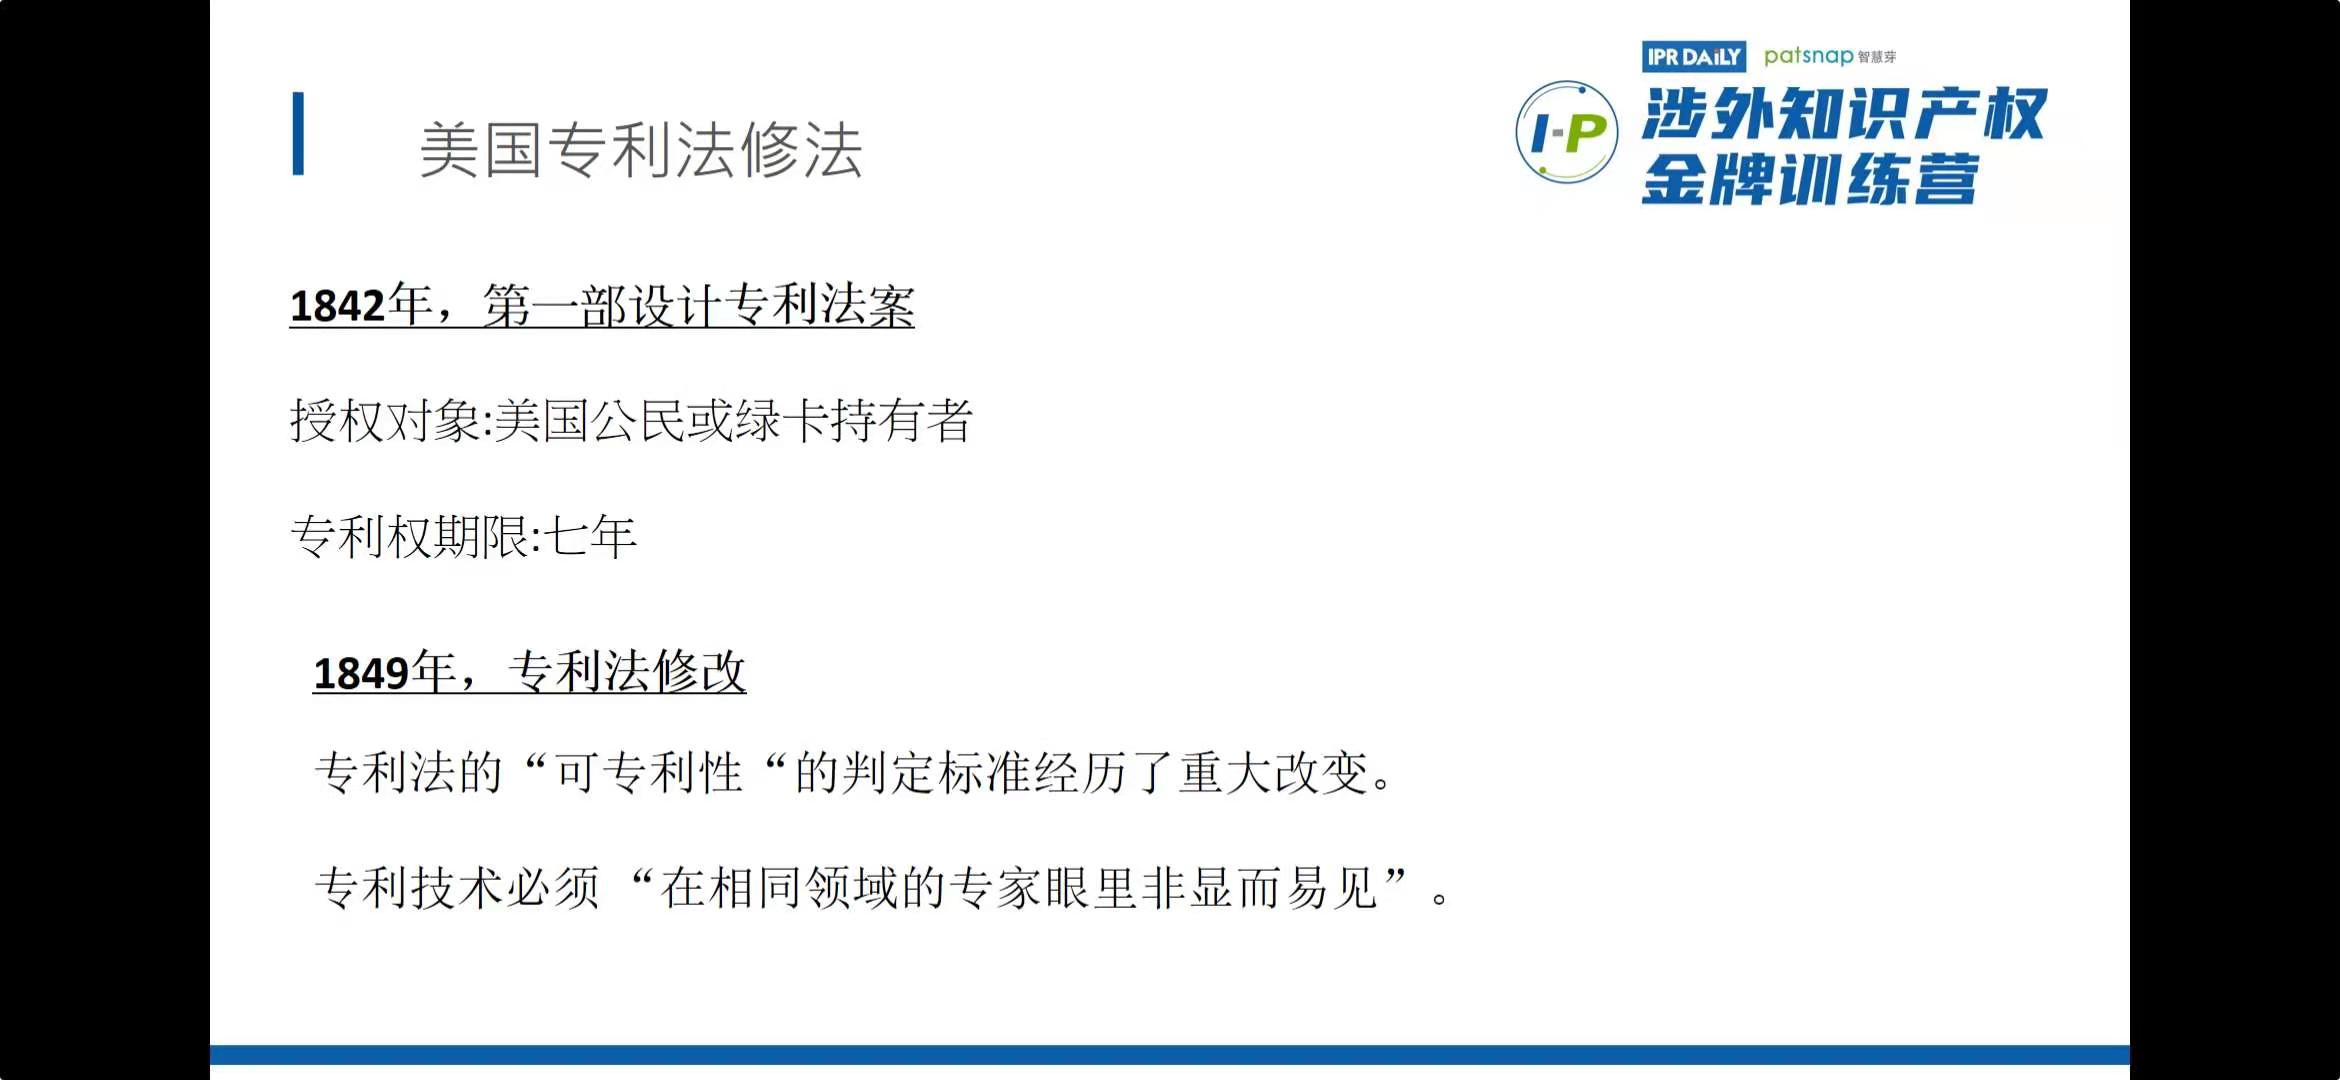 IPR DAiLY patsnap 智慧芽
I-P
涉外知识产权
金牌训练营
美国专利法修法
1842年，第一部设计专利法案
授权对象:美国公民或绿卡持有者
专利权期限:七年
1849年，专利法修改
专利法的“可专利性“的判定标准经历了重大改变。
专利技术必须 “在相同领域的专家眼里非显而易见” 。